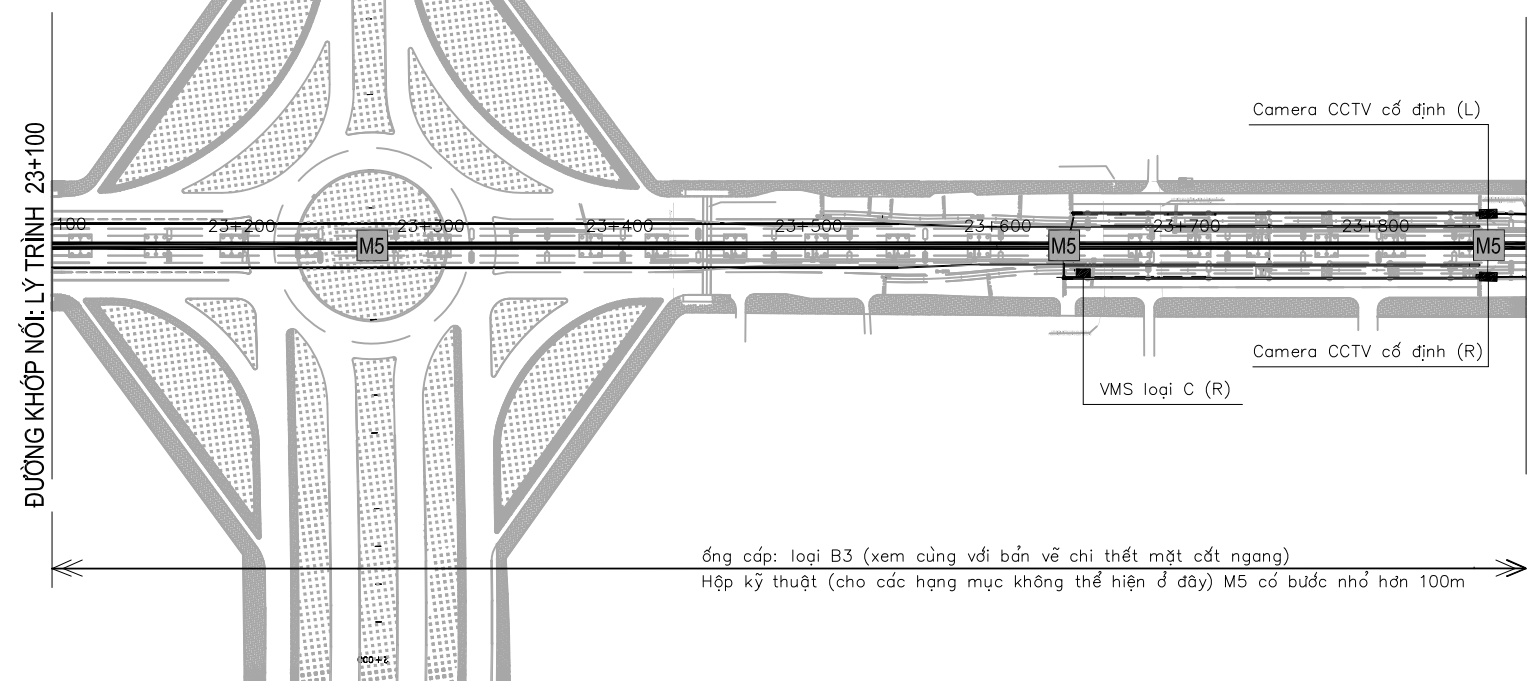 Camera CCTV cố định (L)
ĐƯỜNG KHỚP NỐI: LÝ TRÌNH 23+100
100
23+200
23+300
23+400
23+500
23+600
23+700
23+800
M5
M5
M5
Camera CCTV cố định (R)
VMS loại C (R)
ống cáp: loại B3 (xem cùng với bản vẽ chi thết mặt cắt ngang)
Hộp kỹ thuật (cho các hạng mục không thể hiện ổ đây) M5 có bước nhỏ hơn 100m